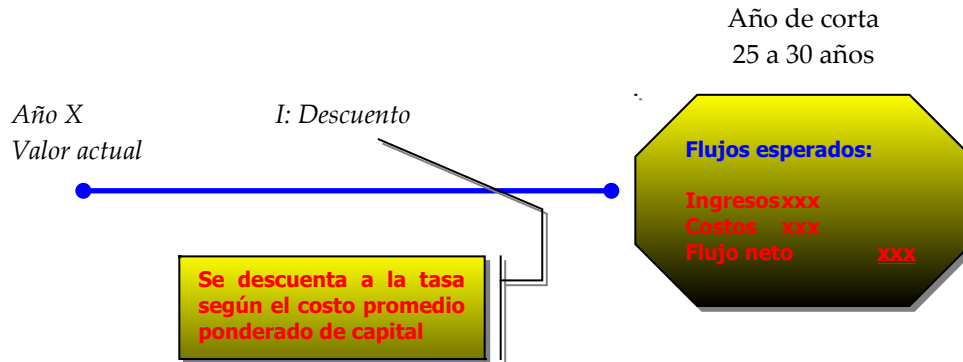 Año de corta
25 a 30 años
Año X
Valor actual
I: Descuento
Flujos esperados:
Ingresosxxx
Costos xxx
Flujo neto xxx
Se descuenta a la tasa
según el costo promedio
ponderado de capital